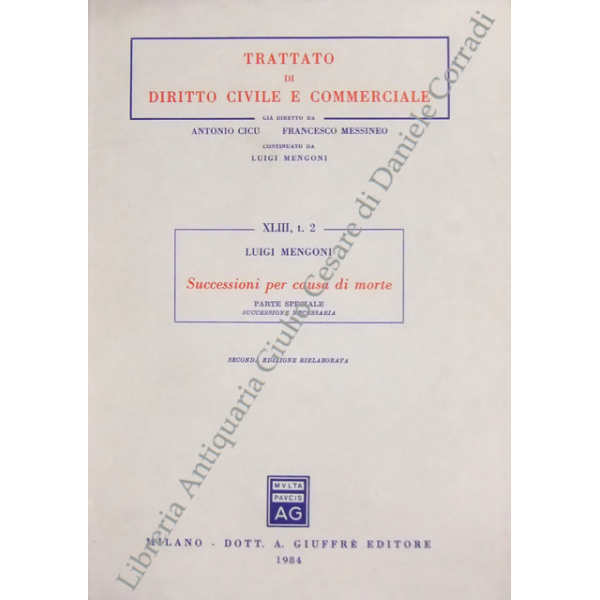 TRATTATO
DI
DIRITTO CIVILE E COMMERCIALE
GIÀ DIRETTO DA
ANTONIO CICU FRANCESCO MESSINEO
CONTINUATO DA
LUIGI MENGONI
XLIII, t. 2
LUIGI MENGONI
Successioni per causa di morte
PARTE SPECIALE
SUCCESSIONE NECESSARIA
SECONDA EDIZIONE RIELABORATA
MVLTA
PAVCIS
AG
MILANO - DOTT. A. GIUFFRÈ EDITORE
1984
Libreria Antiquaria Giulio Cesare di Daniele Corradi